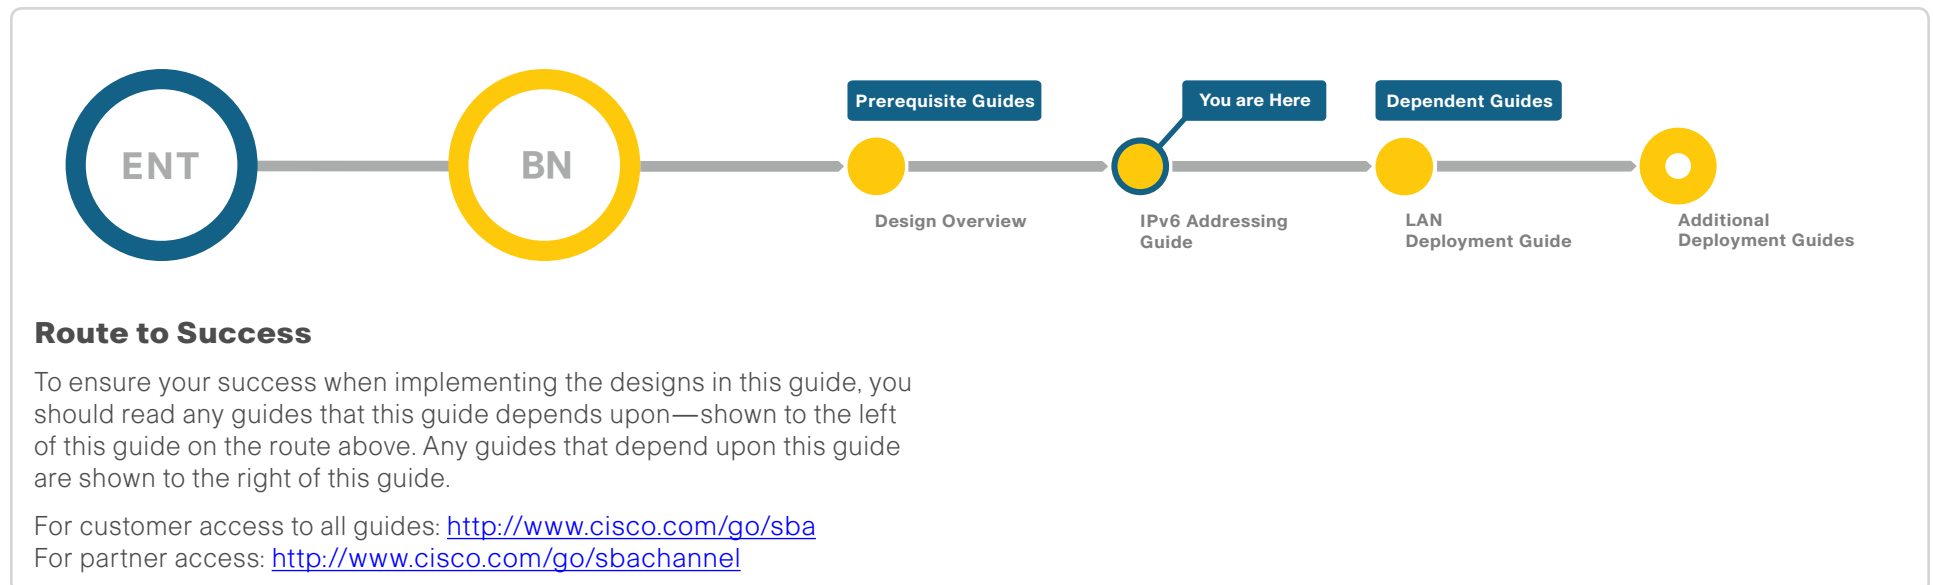 ENT
BN
Prerequisite Guides
You are Here
Dependent Guides
Design Overview
IPv6 Addressing
Guide
LAN
Deployment Guide
Additional
Deployment Guides
Route to Success
To ensure your success when implementing the designs in this guide, you
should read any guides that this guide depends upon—shown to the left
of this guide on the route above. Any guides that depend upon this guide
are shown to the right of this guide.
For customer access to all guides: http://www.cisco.com/go/sba
For partner access: http://www.cisco.com/go/sbachannel